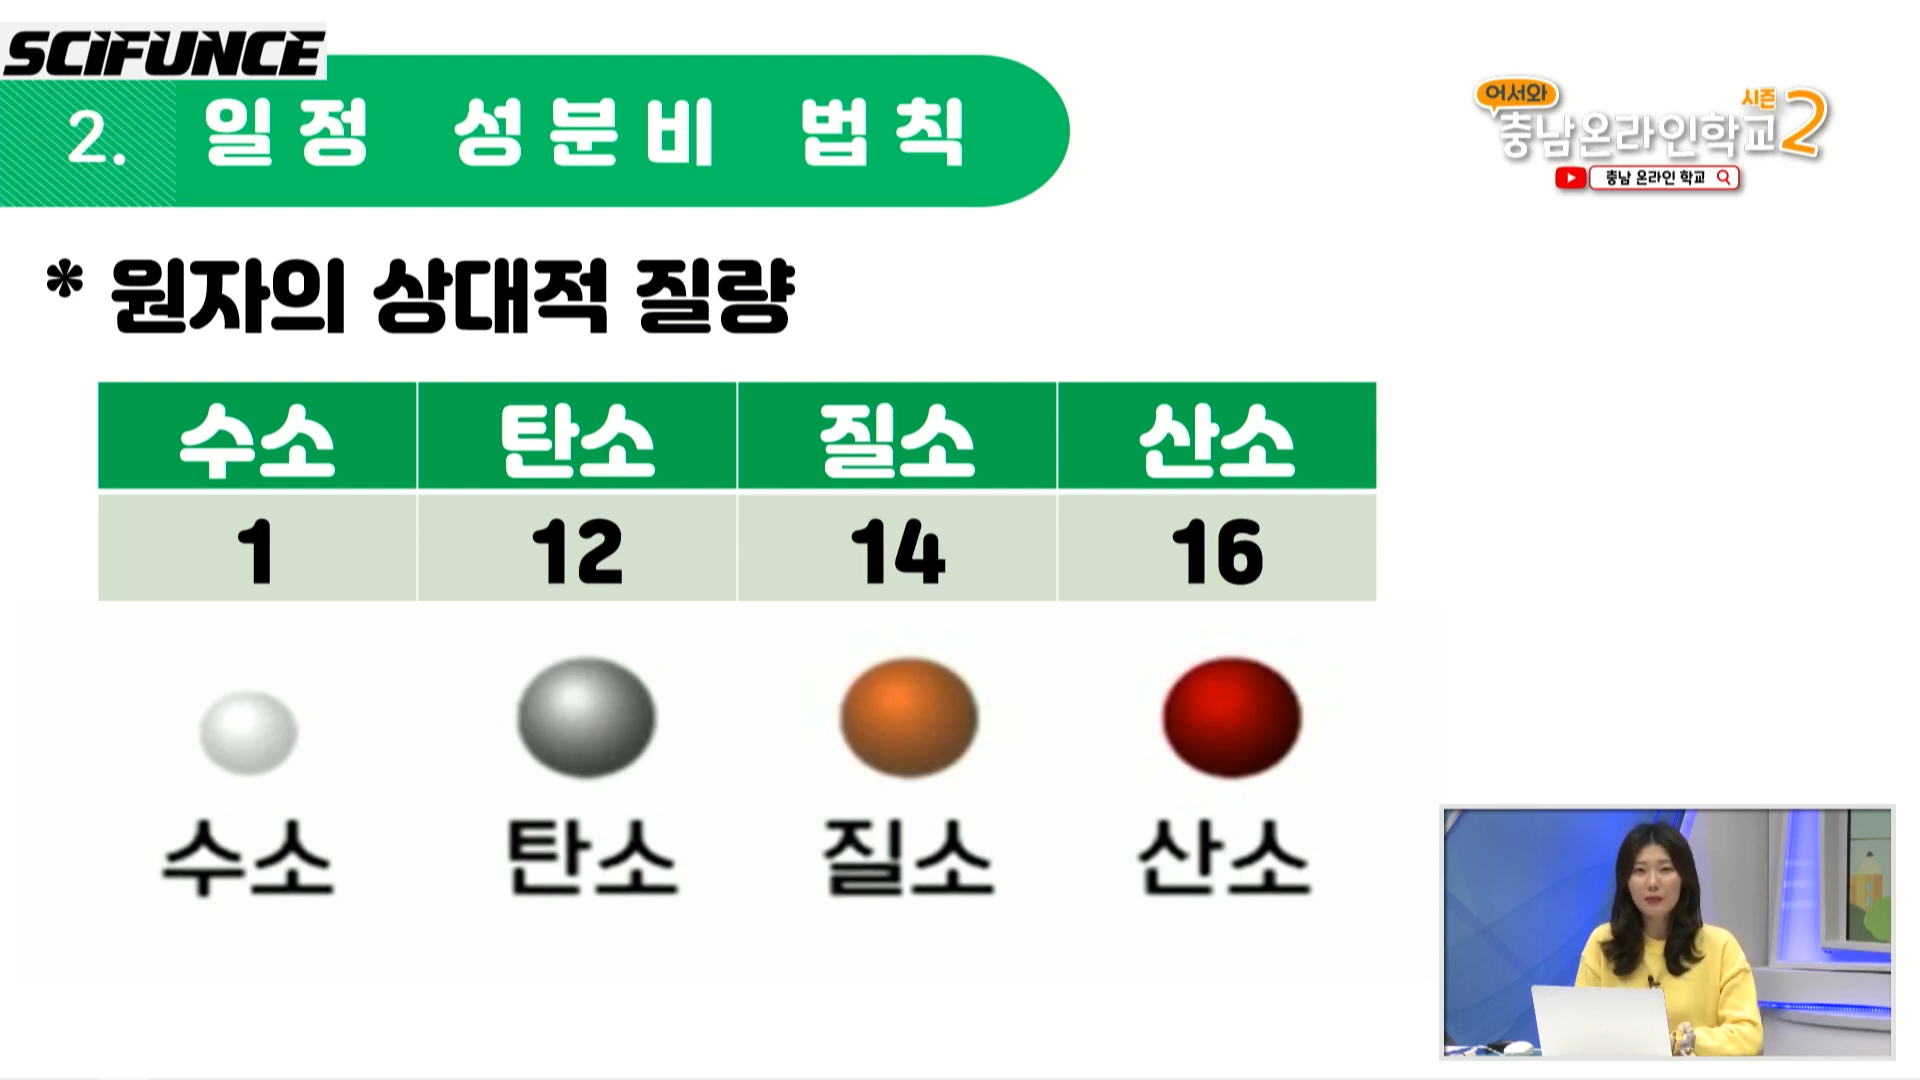 SCIFUNCE
2. 일정 성분비 법칙
어서와
시즌
충남온라인학교2
충남 온라인 학교
* 원자의 상대적 질량
수소 탄소 질소 산소
1 12 14 16
수소 탄소 질소 산소